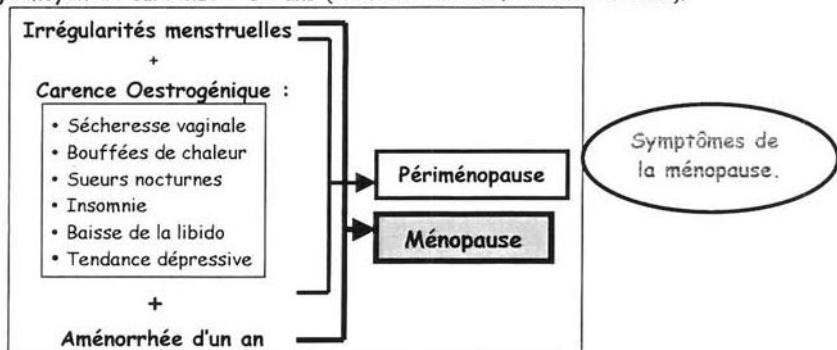 Irrégularités menstruelles
+
Carence Oestrogénique :
• Sécheresse vaginale
• Bouffées de chaleur
• Sueurs nocturnes
• Insomnie
• Baisse de la libido
• Tendance dépressive
+
Aménorrhée d'un an
Périménopause
Ménopause
Symptômes de
la ménopause.